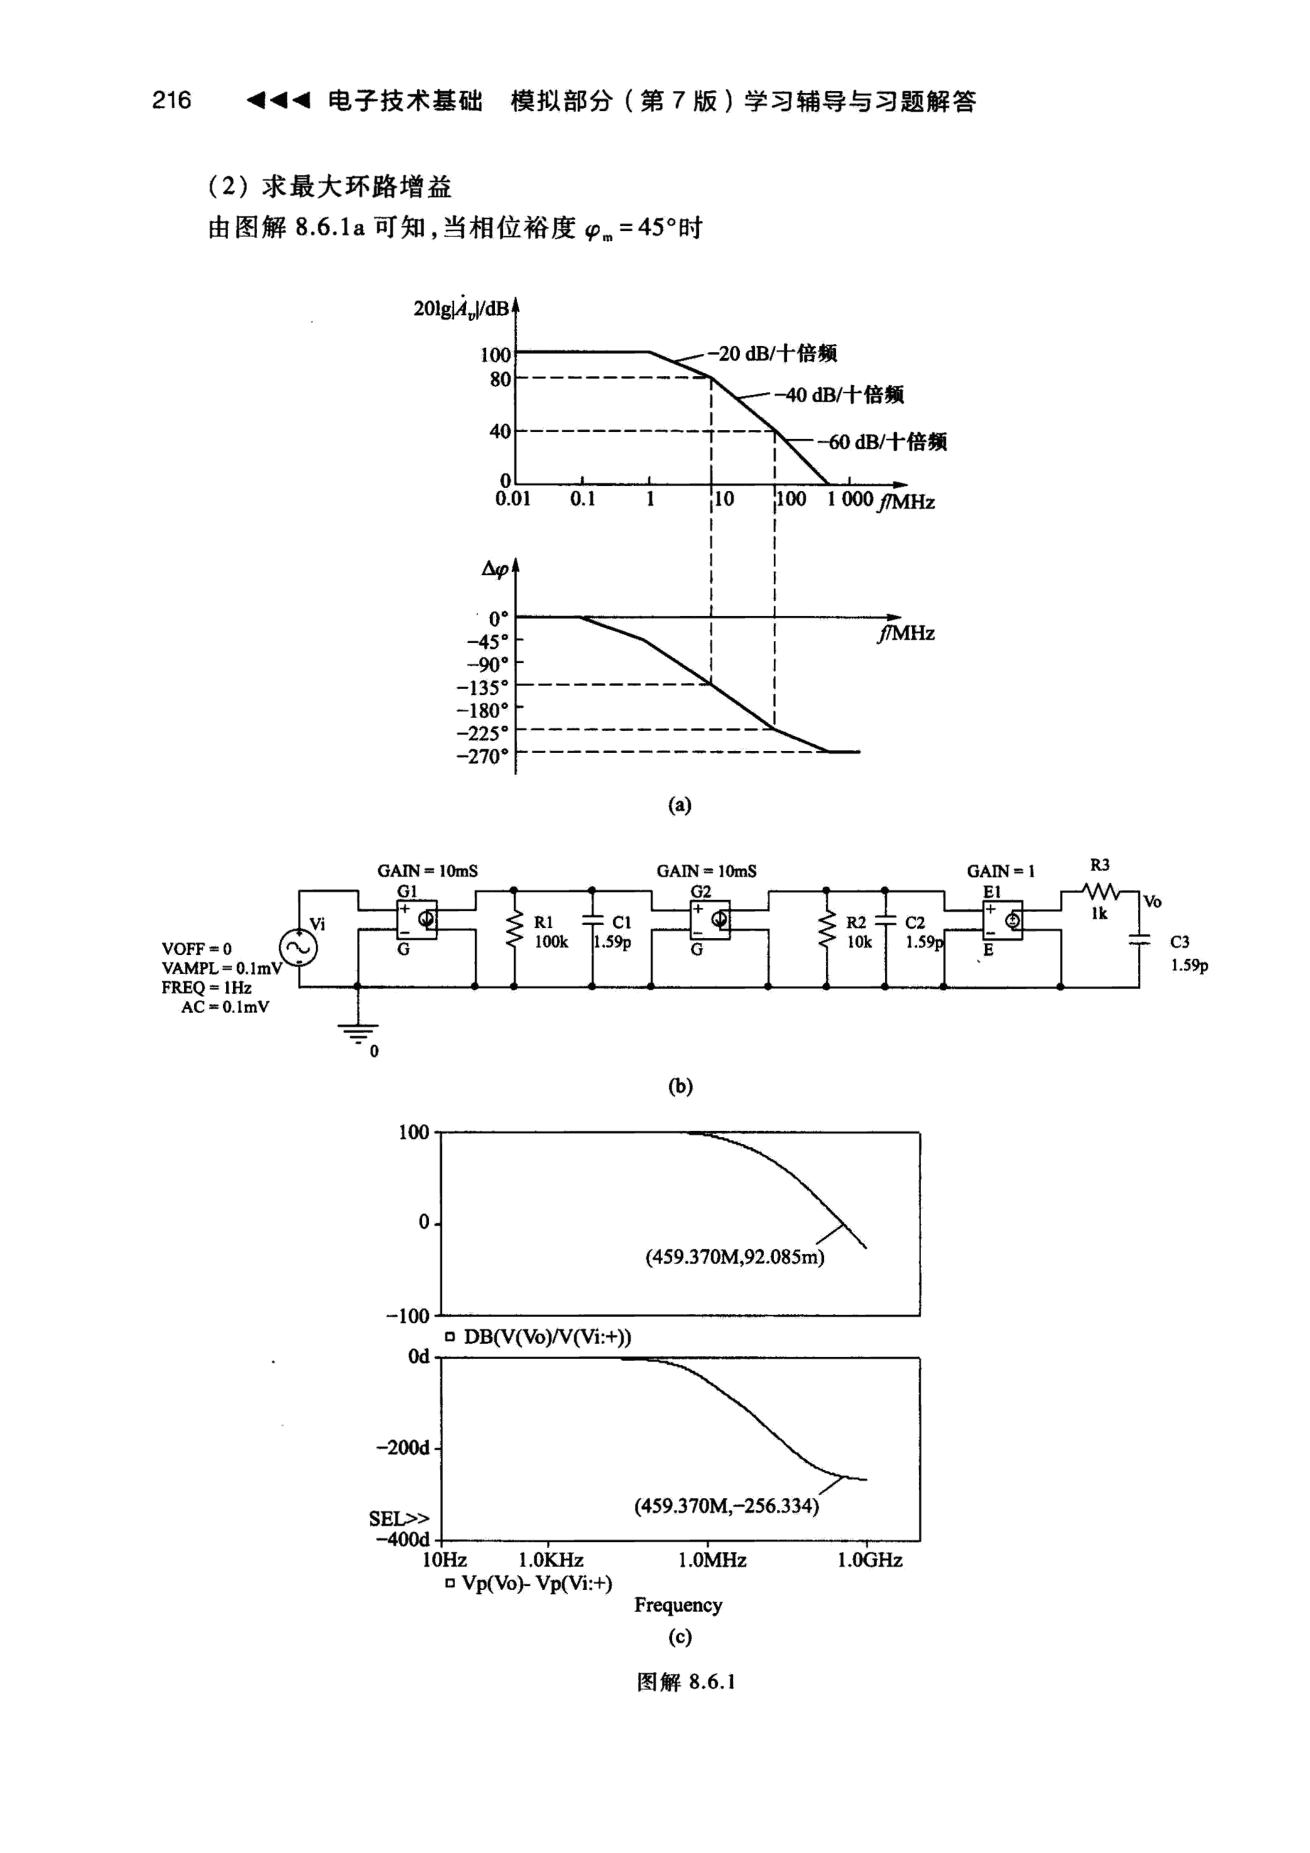 216 ◀◀◀ 电子技术基础 模拟部分(第7版)学习辅导与习题解答
(2) 求最大环路增益
由图解 8.6.1a 可知,当相位裕度 φm = 45°时
20lg|Ȧv|/dB
100
80
40
0
-20 dB/十倍频
-40 dB/十倍频
-60 dB/十倍频
0.01 0.1 1 10 100 1 000 f/MHz
Δφ
0°
-45°
-90°
-135°
-180°
-225°
-270°
f/MHz
(a)
GAIN = 10mS
G1
G
GAIN = 10mS
G2
G
GAIN = 1
E1
E
R3
1k
Vo
Vi
R1
100k
C1
1.59p
R2
10k
C2
1.59p
C3
1.59p
VOFF = 0
VAMPL = 0.1mV
FREQ = 1Hz
AC = 0.1mV
0
(b)
100
0
-100
(459.370M,92.085m)
DB(V(Vo)/V(Vi:+))
0d
-200d
SEL>>
-400d
(459.370M,-256.334)
10Hz 1.0KHz 1.0MHz 1.0GHz
Vp(Vo)- Vp(Vi:+)
Frequency
(c)
图解 8.6.1